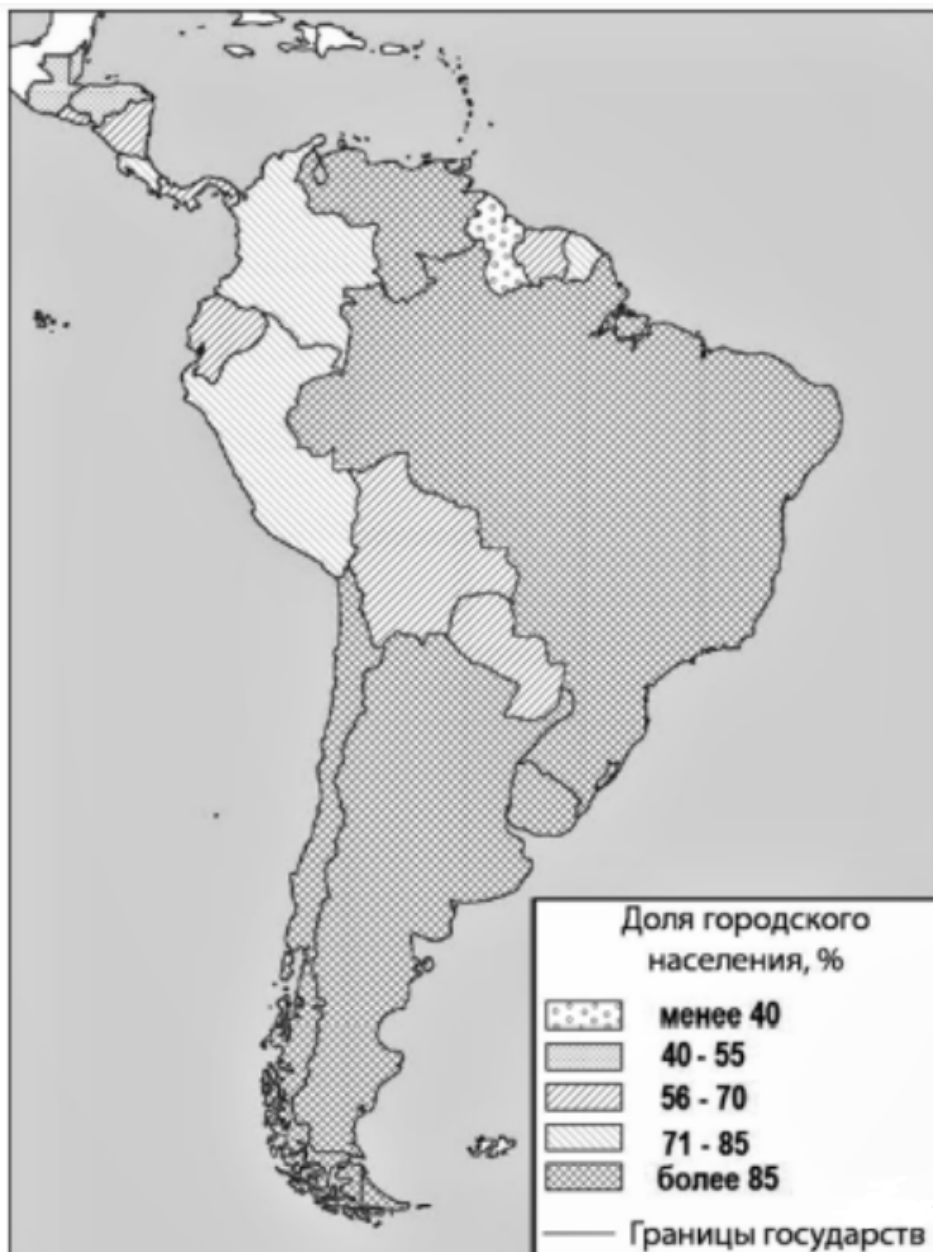 Доля городского
населения, %
менее 40
40 - 55
56 - 70
71 - 85
более 85
Границы государств